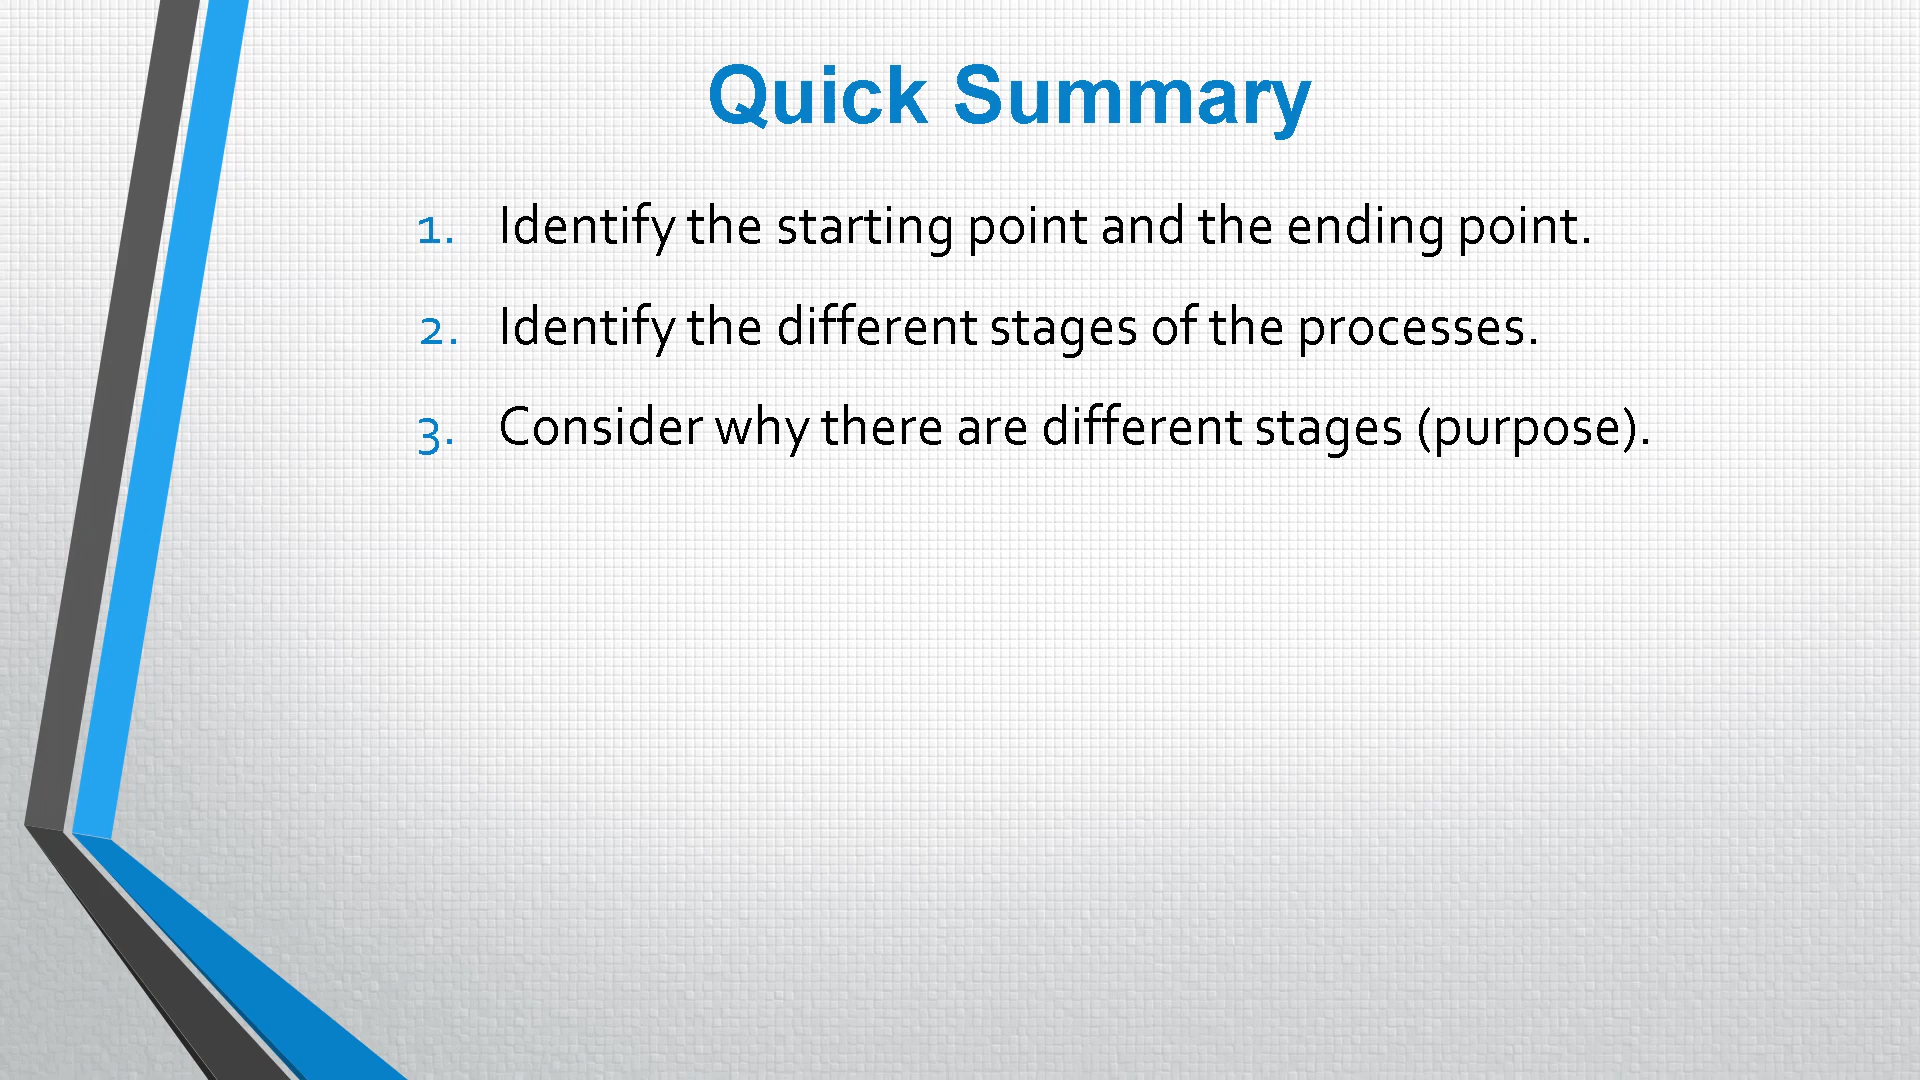 Quick Summary
1. Identify the starting point and the ending point.
2. Identify the different stages of the processes.
3. Consider why there are different stages (purpose).